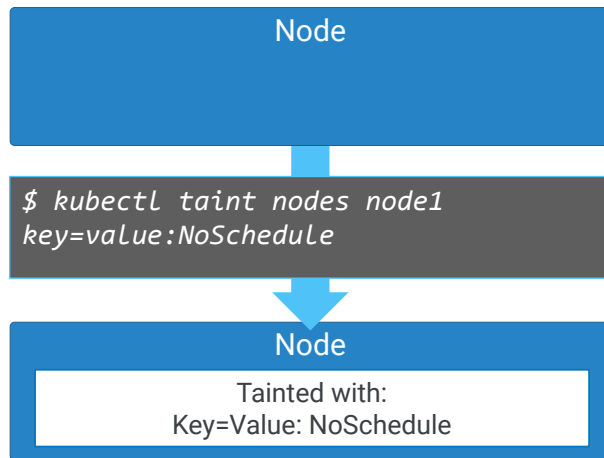 Node
$ kubectl taint nodes node1
key=value:NoSchedule
Node
Tainted with:
Key=Value: NoSchedule